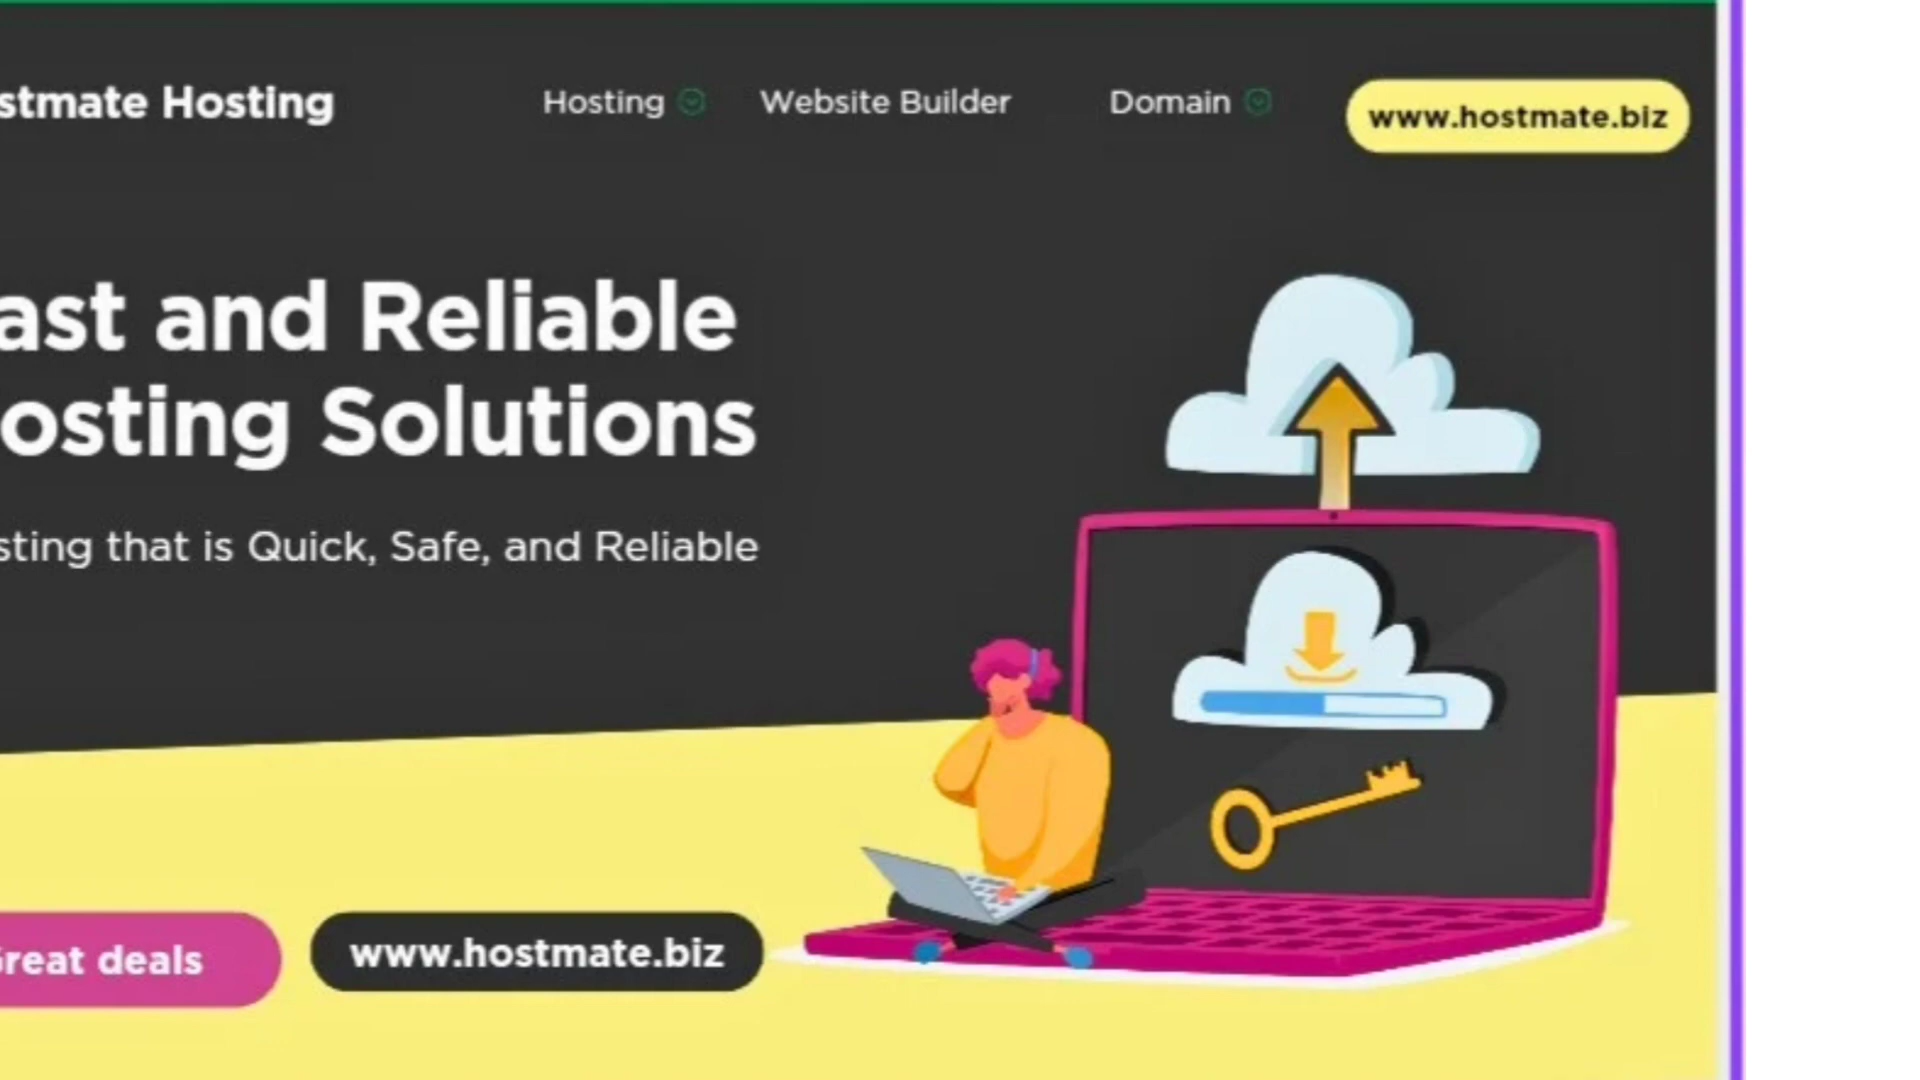 stmate Hosting
Hosting
Website Builder
Domain
www.hostmate.biz
ast and Reliable
osting Solutions
sting that is Quick, Safe, and Reliable
Great deals
www.hostmate.biz